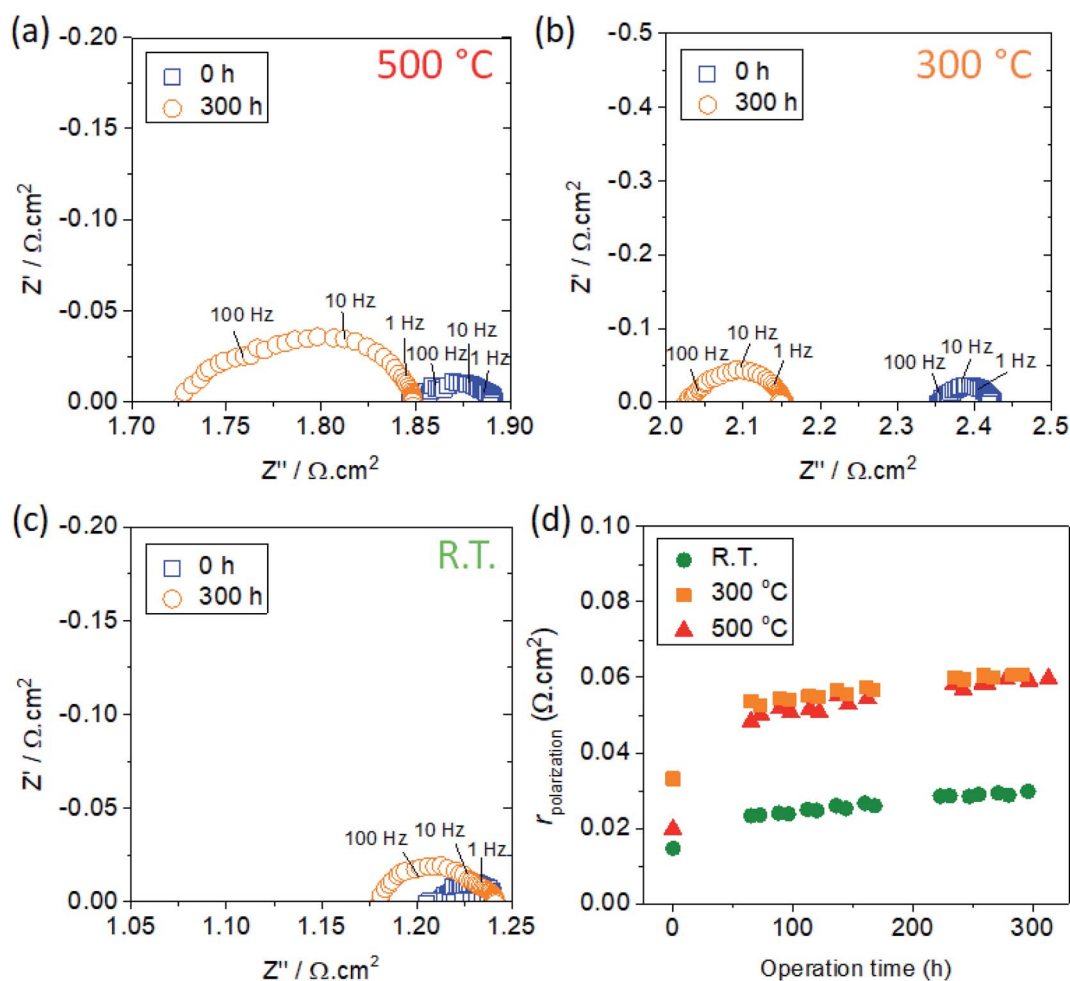 (a)
-0.20
-0.15
-0.10
-0.05
0.00
Z' / Ω.cm²
0 h
300 h
500 °C
100 Hz
10 Hz
1 Hz
100 Hz
10 Hz
1 Hz
1.70 1.75 1.80 1.85 1.90
Z'' / Ω.cm²
(b)
-0.5
-0.4
-0.3
-0.2
-0.1
0.0
Z' / Ω.cm²
0 h
300 h
300 °C
100 Hz
10 Hz
1 Hz
100 Hz
10 Hz
1 Hz
2.0 2.1 2.2 2.3 2.4 2.5
Z'' / Ω.cm²
(c)
-0.20
-0.15
-0.10
-0.05
0.00
Z' / Ω.cm²
0 h
300 h
R.T.
100 Hz
10 Hz
1 Hz
1.05 1.10 1.15 1.20 1.25
Z'' / Ω.cm²
(d)
0.10
0.08
0.06
0.04
0.02
0.00
r polarization (Ω.cm²)
R.T.
300 °C
500 °C
0 100 200 300
Operation time (h)